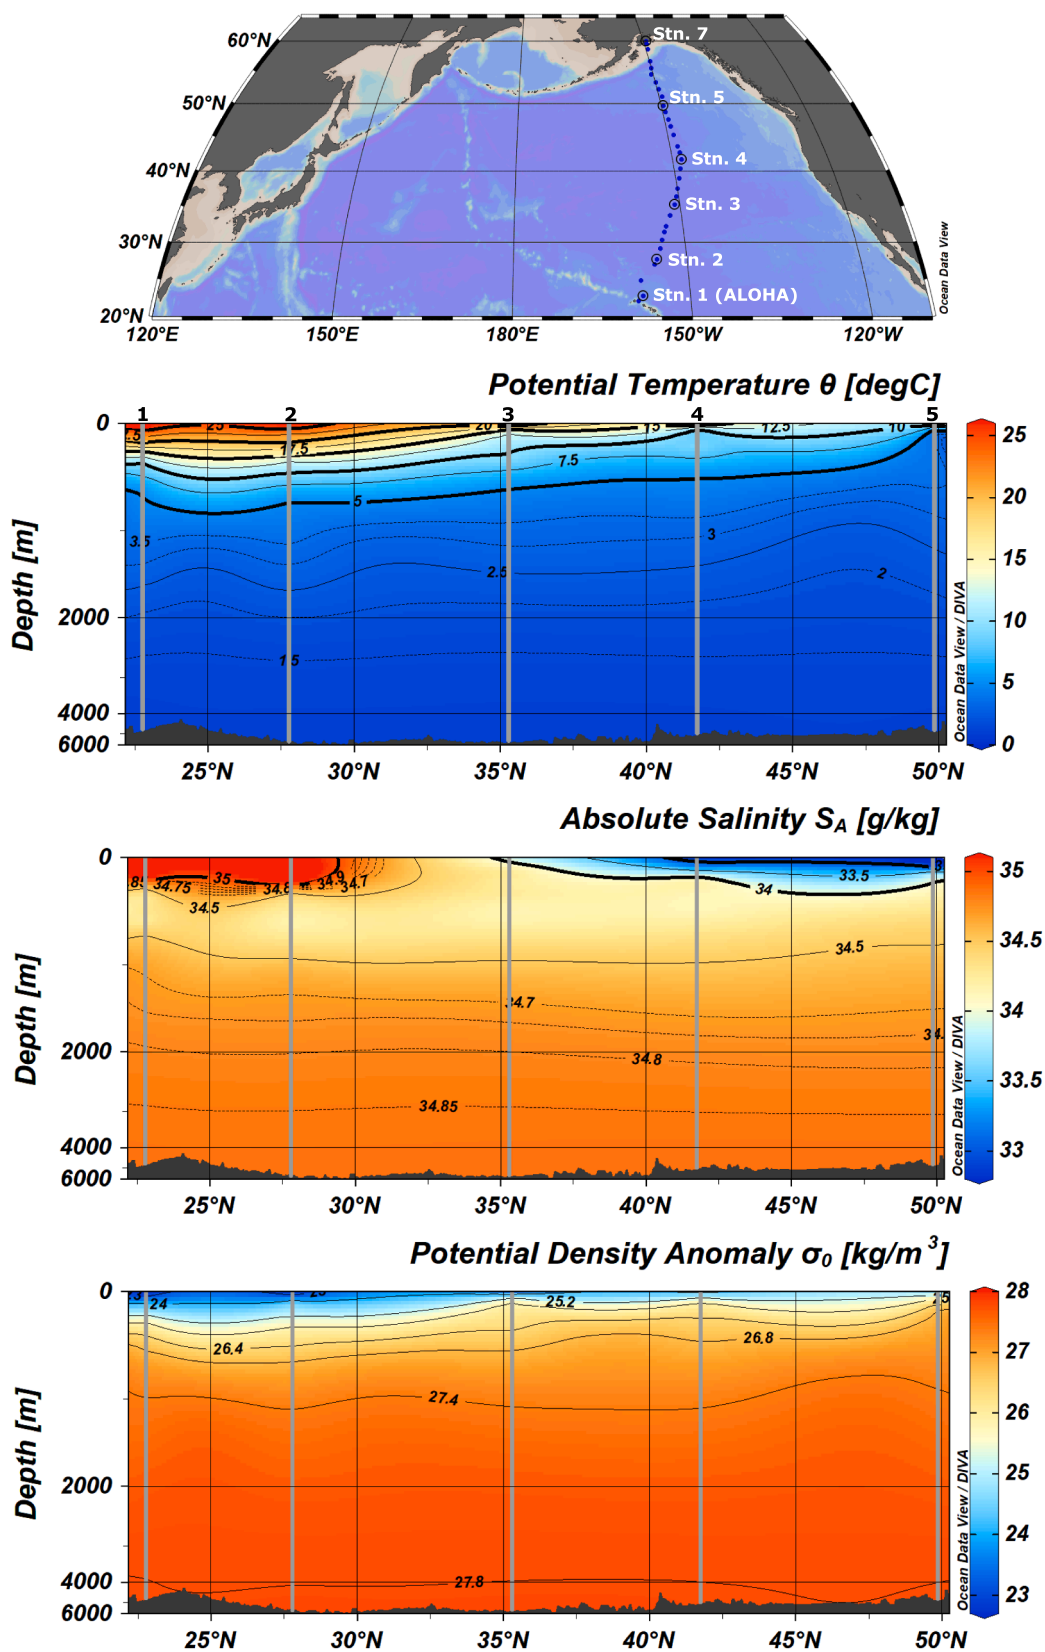 60°N
50°N
40°N
30°N
20°N
Stn. 7
Stn. 5
Stn. 4
Stn. 3
Stn. 2
Stn. 1 (ALOHA)
120°E 150°E 180°E 150°W 120°W
Ocean Data View
Potential Temperature θ [degC]
1 2 3 4 5
0
2000
4000
6000
Depth [m]
25 20 15 12.5 10
17.5
7.5
5
3.5
3
2.5
2
1.5
25°N 30°N 35°N 40°N 45°N 50°N
Ocean Data View / DIVA
25
20
15
10
5
0
Absolute Salinity S_A [g/kg]
0
2000
4000
6000
Depth [m]
34.75 35 34.8 34.9 34.7
34.5
33.5
34
34.5
34.7
34.8
34.85
25°N 30°N 35°N 40°N 45°N 50°N
Ocean Data View / DIVA
35
34.5
34
33.5
33
Potential Density Anomaly σ₀ [kg/m³]
0
2000
4000
6000
Depth [m]
24
25.2
26.4
26.8
27.4
27.8
25°N 30°N 35°N 40°N 45°N 50°N
Ocean Data View / DIVA
28
27
26
25
24
23